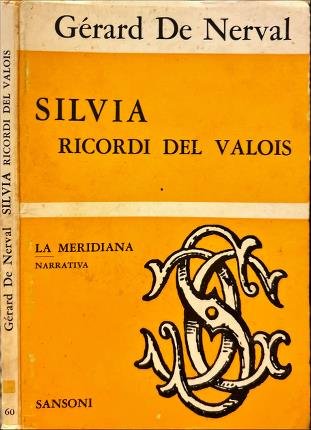 Gérard De Nerval
SILVIA
RICORDI DEL VALOIS
LA MERIDIANA
NARRATIVA
SANSONI
Gérard De Nerval SILVIA RICORDI DEL VALOIS
60